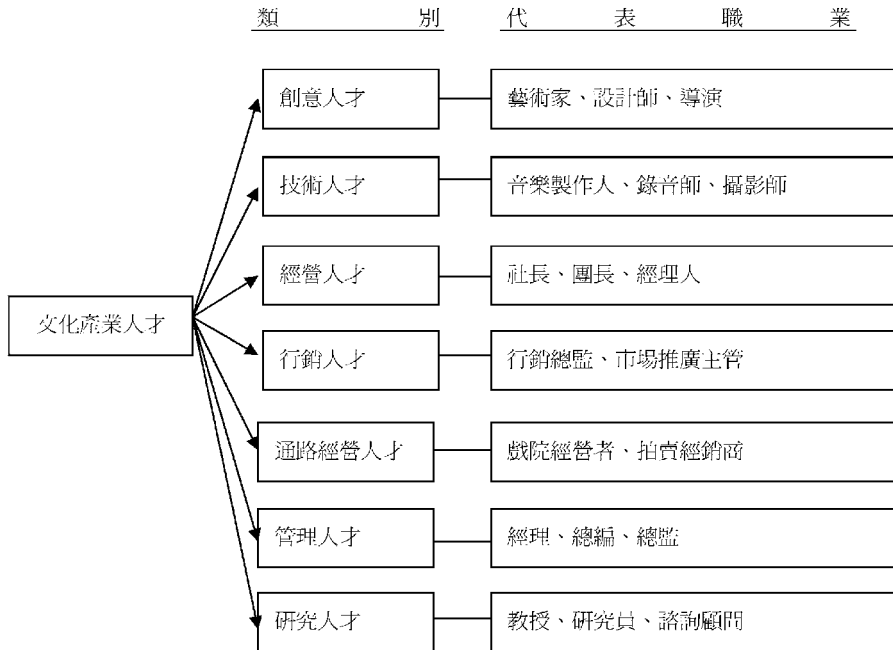 類別 代表職業
創意人才 藝術家、設計師、導演
技術人才 音樂製作人、錄音師、攝影師
經營人才 社長、團長、經理人
文化產業人才
行銷人才 行銷總監、市場推廣主管
通路經營人才 戲院經營者、拍賣經銷商
管理人才 經理、總編、總監
研究人才 教授、研究員、諮詢顧問